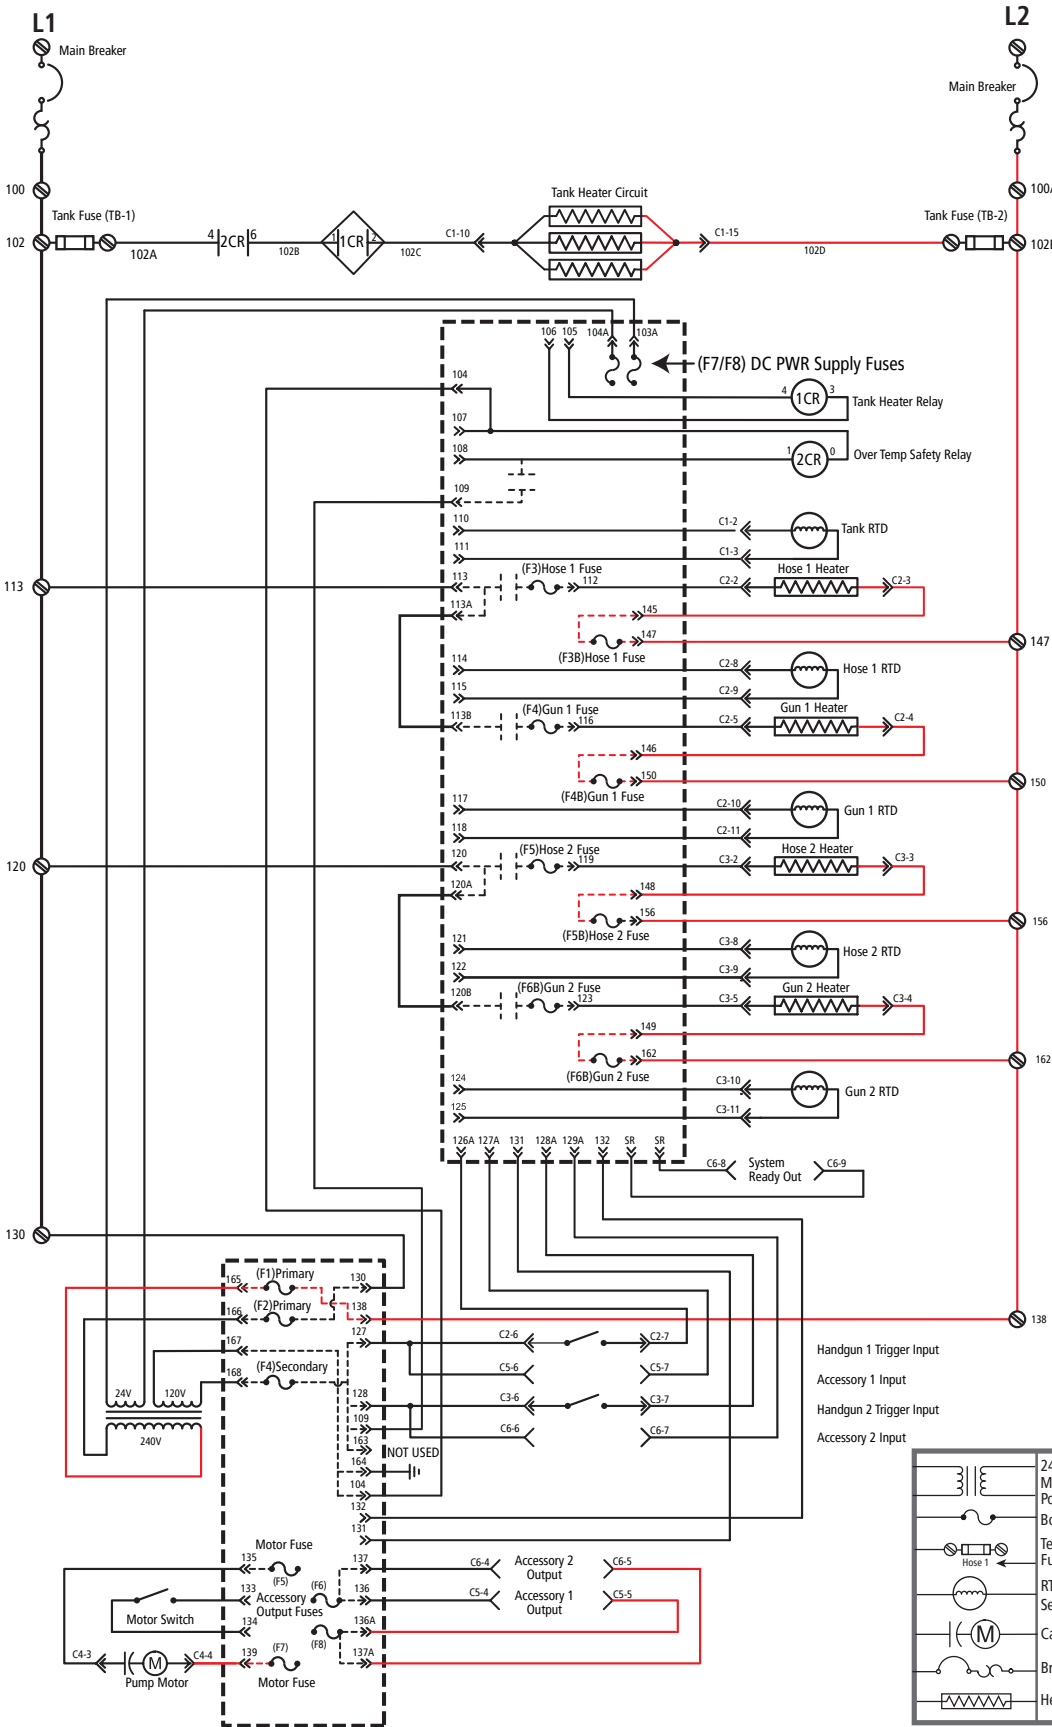 L1
L2
Main Breaker
Main Breaker
100
100A
Tank Heater Circuit
Tank Fuse (TB-1)
Tank Fuse (TB-2)
102
102A
4 2CR 6
102B
1 1CR 2
102C
C1-10
C1-15
102D
106 105 104A 103A
(F7/F8) DC PWR Supply Fuses
104
4 1CR 3
Tank Heater Relay
107
108
1 2CR 0
Over Temp Safety Relay
109
110
C1-2
Tank RTD
111
C1-3
113
113
(F3)Hose 1 Fuse
112
C2-2
Hose 1 Heater
C2-3
113A
145
147
147
(F3B)Hose 1 Fuse
114
C2-8
Hose 1 RTD
115
C2-9
113B
(F4)Gun 1 Fuse
116
C2-5
Gun 1 Heater
C2-4
146
150
150
(F4B)Gun 1 Fuse
117
C2-10
Gun 1 RTD
118
C2-11
120
120
(F5)Hose 2 Fuse
119
C3-2
Hose 2 Heater
C3-3
120A
148
156
156
(F5B)Hose 2 Fuse
121
C3-8
Hose 2 RTD
122
C3-9
120B
(F6B)Gun 2 Fuse
123
C3-5
Gun 2 Heater
C3-4
149
162
162
(F6B)Gun 2 Fuse
124
C3-10
Gun 2 RTD
125
C3-11
126A 127A 131 128A 129A 132 SR SR
C6-8
System
Ready Out
C6-9
130
165
(F1)Primary
130
166
(F2)Primary
138
138
167
127
C2-6
C2-7
Handgun 1 Trigger Input
168
(F4)Secondary
C5-6
C5-7
Accessory 1 Input
24V
120V
128
C3-6
C3-7
Handgun 2 Trigger Input
109
240V
163
C6-6
C6-7
Accessory 2 Input
NOT USED
164
104
132
131
Motor Fuse
135
(F5)
137
C6-4
Accessory 2
Output
C6-5
133
Accessory
Output Fuses
(F6)
136
C5-4
Accessory 1
Output
C5-5
Motor Switch
134
(F8)
136A
C4-3
M
C4-4
139
(F7)
137A
Pump Motor
Motor Fuse
24
Hose 1
M